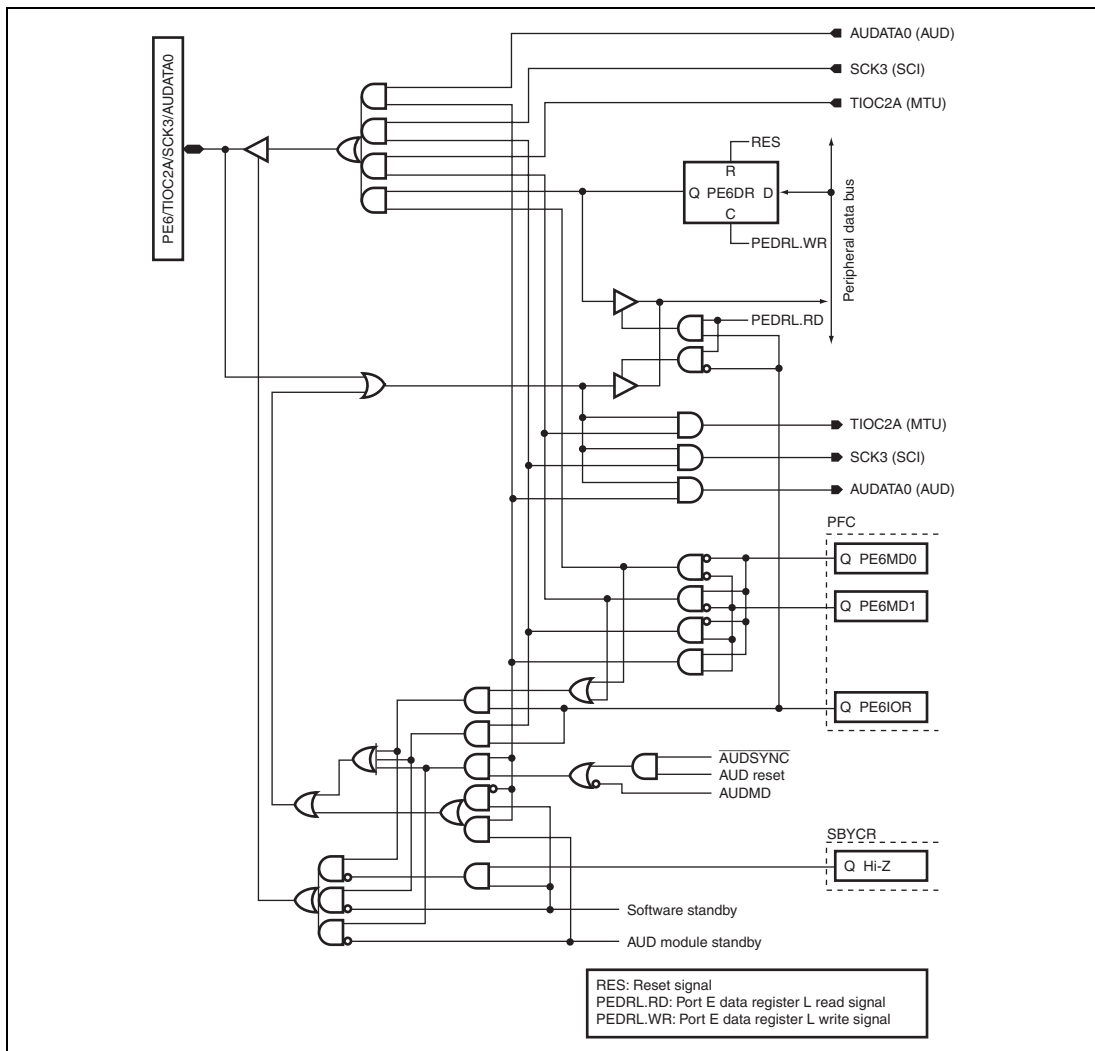 AUDATA0 (AUD)
SCK3 (SCI)
TIOC2A (MTU)
PE6/TIOC2A/SCK3/AUDATA0
RES
R
Q PE6DR D
C
PEDRL.WR
Peripheral data bus
PEDRL.RD
TIOC2A (MTU)
SCK3 (SCI)
AUDATA0 (AUD)
PFC
Q PE6MD0
Q PE6MD1
Q PE6IOR
AUDSYNC
AUD reset
AUDMD
SBYCR
Q Hi-Z
Software standby
AUD module standby
RES: Reset signal
PEDRL.RD: Port E data register L read signal
PEDRL.WR: Port E data register L write signal